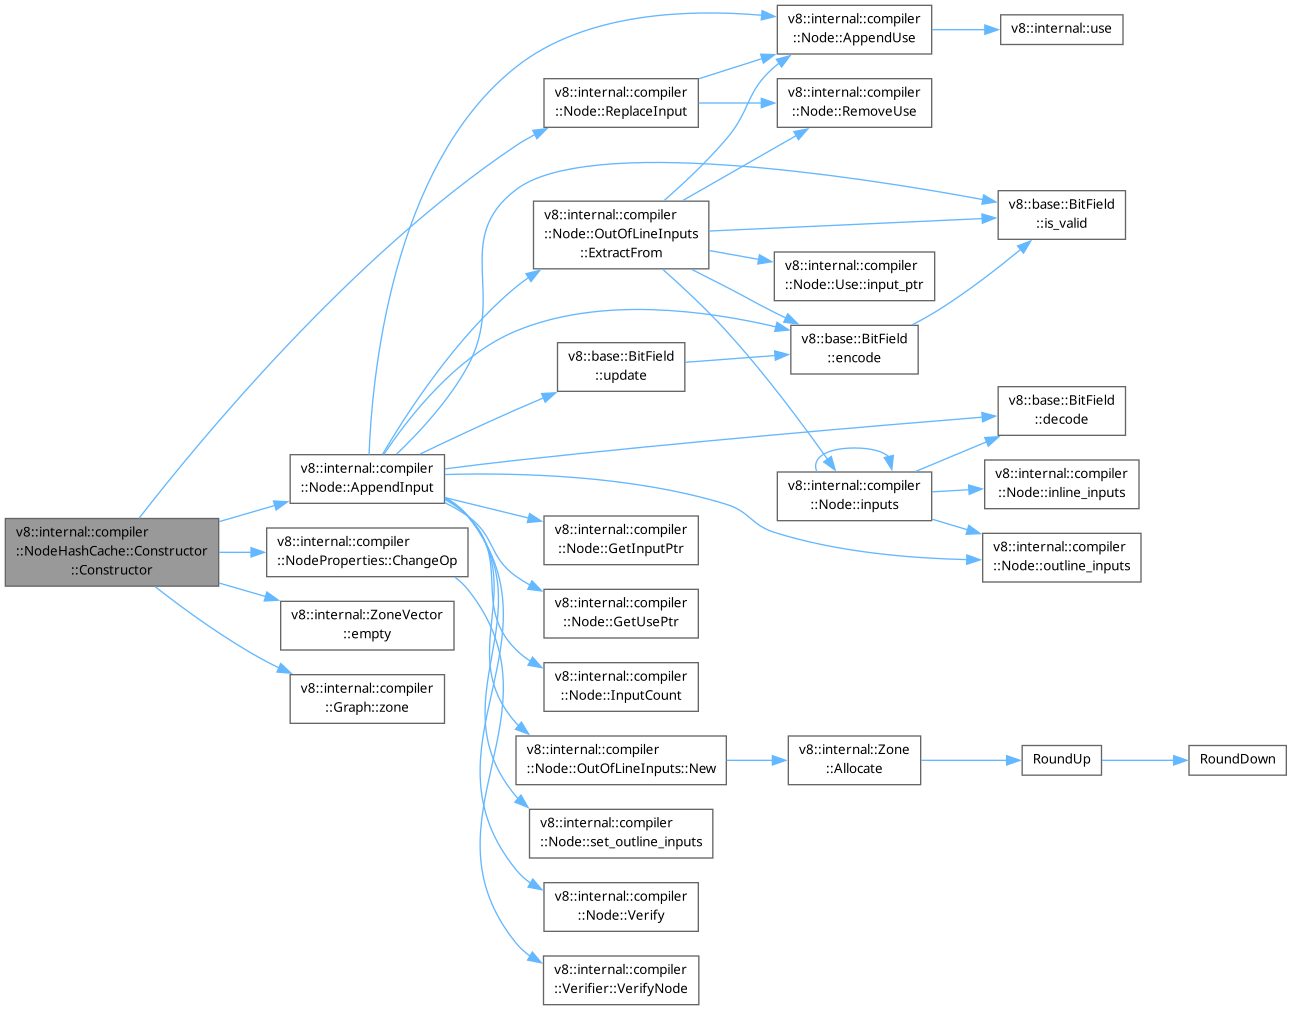 v8::internal::compiler
::NodeHashCache::Constructor
::Constructor
v8::internal::compiler
::Node::AppendInput
v8::internal::compiler
::NodeProperties::ChangeOp
v8::internal::ZoneVector
::empty
v8::internal::compiler
::Graph::zone
v8::internal::compiler
::Node::ReplaceInput
v8::internal::compiler
::Node::OutOfLineInputs
::ExtractFrom
v8::base::BitField
::update
v8::internal::compiler
::Node::GetInputPtr
v8::internal::compiler
::Node::GetUsePtr
v8::internal::compiler
::Node::InputCount
v8::internal::compiler
::Node::OutOfLineInputs::New
v8::internal::compiler
::Node::set_outline_inputs
v8::internal::compiler
::Node::Verify
v8::internal::compiler
::Verifier::VerifyNode
v8::internal::compiler
::Node::AppendUse
v8::internal::compiler
::Node::RemoveUse
v8::internal::compiler
::Node::Use::input_ptr
v8::base::BitField
::encode
v8::internal::compiler
::Node::inputs
v8::internal::Zone
::Allocate
v8::internal::use
v8::base::BitField
::is_valid
v8::base::BitField
::decode
v8::internal::compiler
::Node::inline_inputs
v8::internal::compiler
::Node::outline_inputs
RoundUp
RoundDown